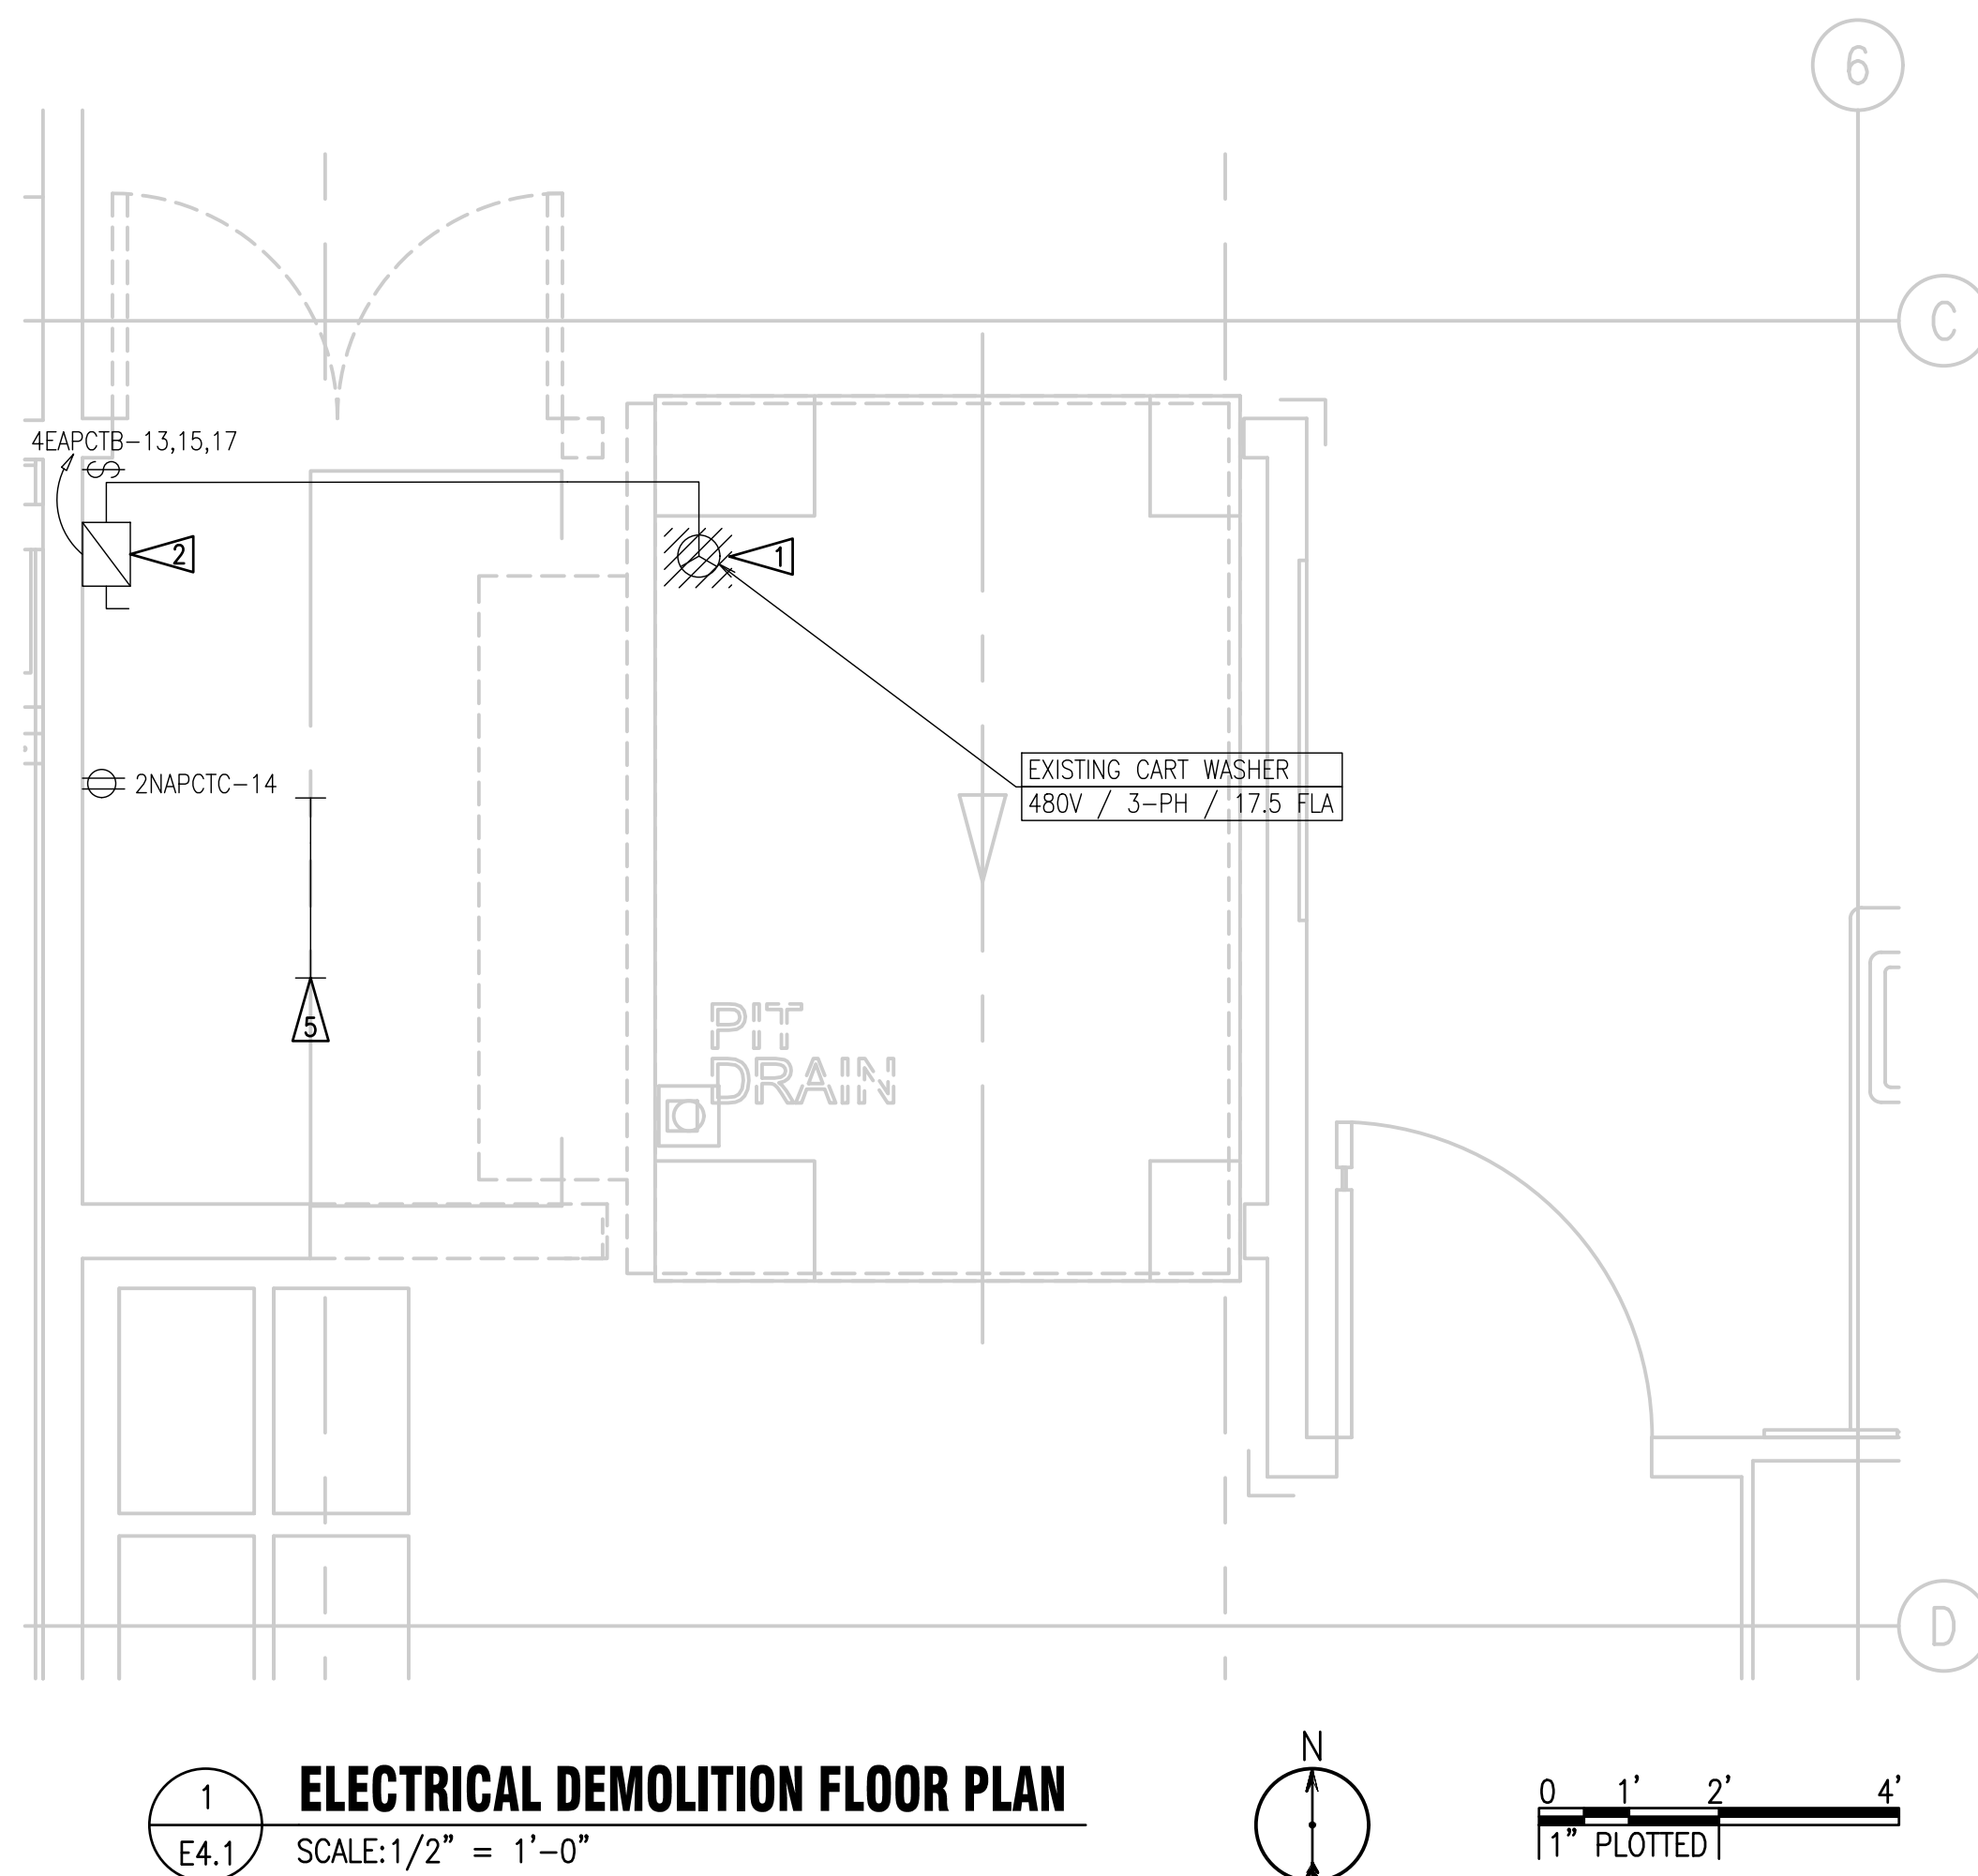 6
C
4EAPCTB-13,15,17
2
1
2NAPCTC-14
EXISTING CART WASHER
480V / 3-PH / 17.5 FLA
5
PIT
DRAIN
D
1
E4.1
ELECTRICAL DEMOLITION FLOOR PLAN
SCALE:1/2" = 1'-0"
N
0 1' 2' 4'
1" PLOTTED